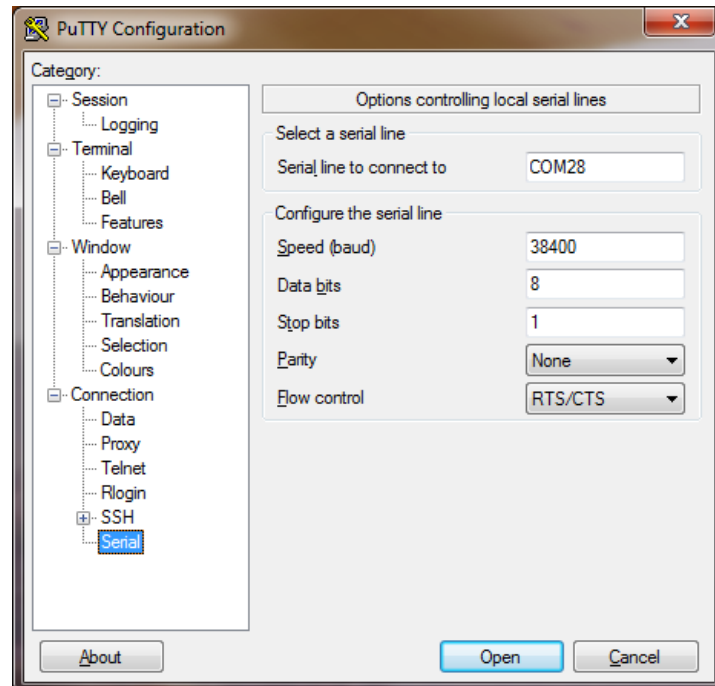 PuTTY Configuration
Category:
Session
Logging
Terminal
Keyboard
Bell
Features
Window
Appearance
Behaviour
Translation
Selection
Colours
Connection
Data
Proxy
Telnet
Rlogin
SSH
Serial
Options controlling local serial lines
Select a serial line
Serial line to connect to COM28
Configure the serial line
Speed (baud) 38400
Data bits 8
Stop bits 1
Parity None
Flow control RTS/CTS
About Open Cancel